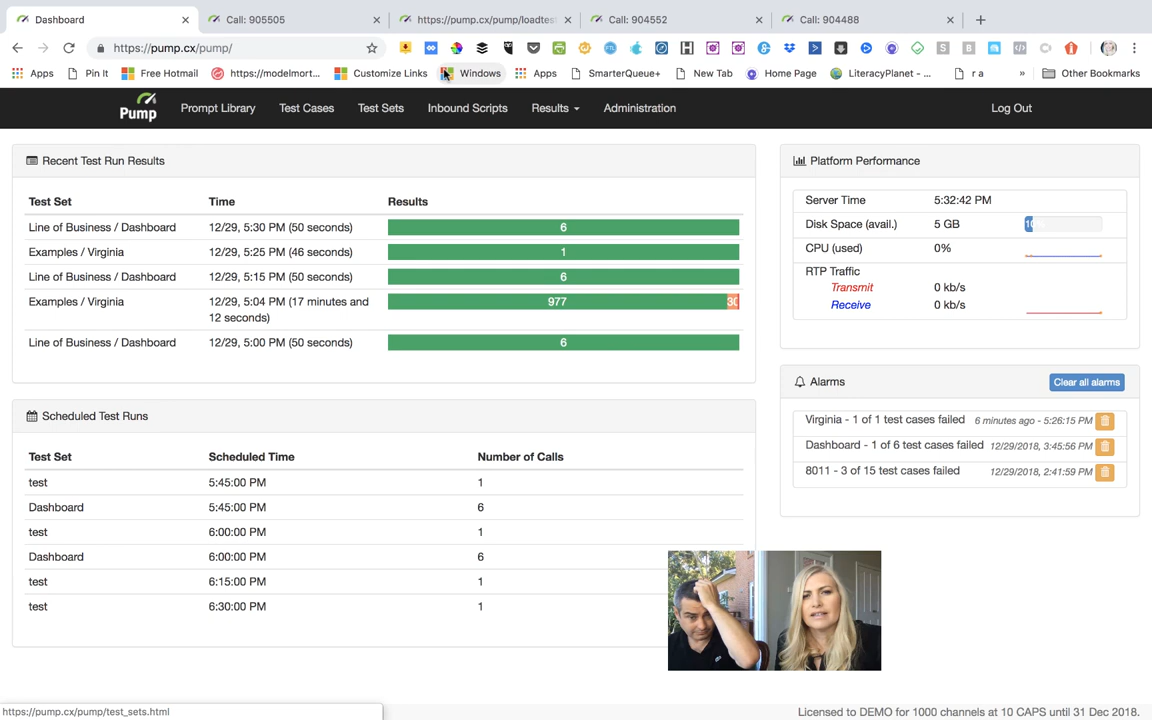 Dashboard
Call: 905505
https://pump.cx/pump/loadtest
Call: 904552
Call: 904488
https://pump.cx/pump/
Apps
Pin It
Free Hotmail
https://modelmort...
Customize Links
Windows
Apps
SmarterQueue+
New Tab
Home Page
LiteracyPlanet - ...
r a
»
Other Bookmarks
Pump
Prompt Library
Test Cases
Test Sets
Inbound Scripts
Results
Administration
Log Out
Recent Test Run Results
Test Set Time Results
Line of Business / Dashboard 12/29, 5:30 PM (50 seconds) 6
Examples / Virginia 12/29, 5:25 PM (46 seconds) 1
Line of Business / Dashboard 12/29, 5:15 PM (50 seconds) 6
Examples / Virginia 12/29, 5:04 PM (17 minutes and 977 30
12 seconds)
Line of Business / Dashboard 12/29, 5:00 PM (50 seconds) 6
Scheduled Test Runs
Test Set Scheduled Time Number of Calls
test 5:45:00 PM 1
Dashboard 5:45:00 PM 6
test 6:00:00 PM 1
Dashboard 6:00:00 PM 6
test 6:15:00 PM 1
test 6:30:00 PM 1
Platform Performance
Server Time 5:32:42 PM
Disk Space (avail.) 5 GB 10%
CPU (used) 0%
RTP Traffic
Transmit 0 kb/s
Receive 0 kb/s
Alarms
Clear all alarms
Virginia - 1 of 1 test cases failed 6 minutes ago - 5:26:15 PM
Dashboard - 1 of 6 test cases failed 12/29/2018, 3:45:56 PM
8011 - 3 of 15 test cases failed 12/29/2018, 2:41:59 PM
https://pump.cx/pump/test_sets.html
Licensed to DEMO for 1000 channels at 10 CAPS until 31 Dec 2018.